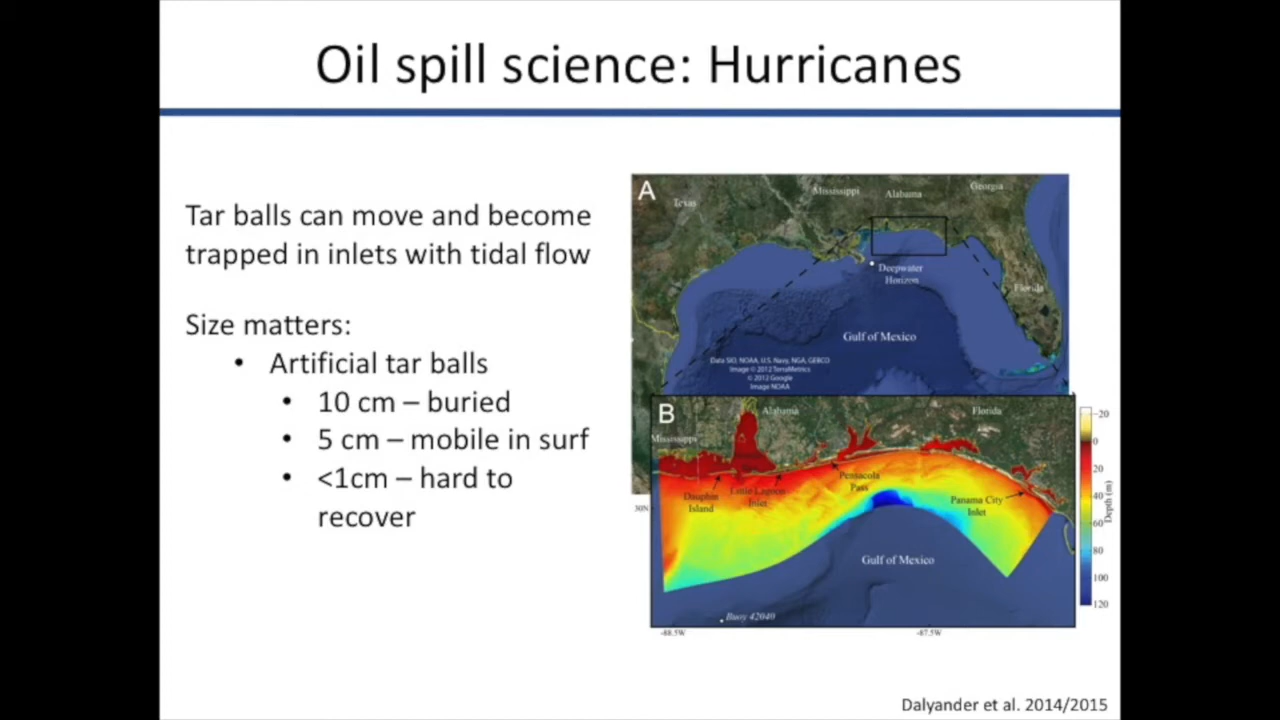 Oil spill science: Hurricanes
Tar balls can move and become
trapped in inlets with tidal flow
Size matters:
• Artificial tar balls
• 10 cm – buried
• 5 cm – mobile in surf
• <1cm – hard to
recover
A
Texas
Mississippi
Alabama
Georgia
Florida
Deepwater
Horizon
Gulf of Mexico
Data SIO, NOAA, U.S. Navy, NGA, GEBCO
Image © 2012 TerraMetrics
© 2012 Google
Image NOAA
B
Mississippi
Alabama
Florida
Dauphin
Island
Little Lagoon
Inlet
Pensacola
Pass
Panama City
Inlet
Gulf of Mexico
Buoy 42040
30N
-88.5W
-87.5W
-20
0
20
40
60
80
100
120
Depth (m)
Dalyander et al. 2014/2015